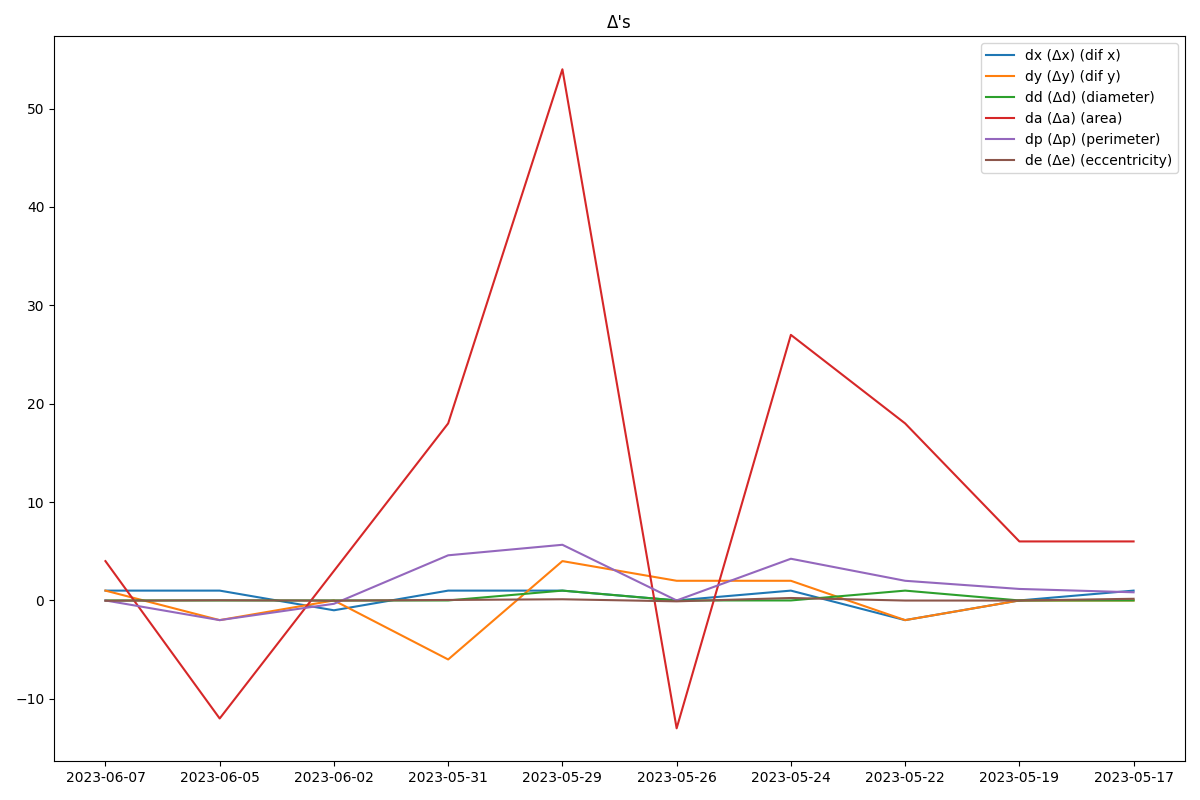 Δ's
dx (Δx) (dif x)
dy (Δy) (dif y)
dd (Δd) (diameter)
da (Δa) (area)
dp (Δp) (perimeter)
de (Δe) (eccentricity)
50
40
30
20
10
0
−10
2023-06-07 2023-06-05 2023-06-02 2023-05-31 2023-05-29 2023-05-26 2023-05-24 2023-05-22 2023-05-19 2023-05-17